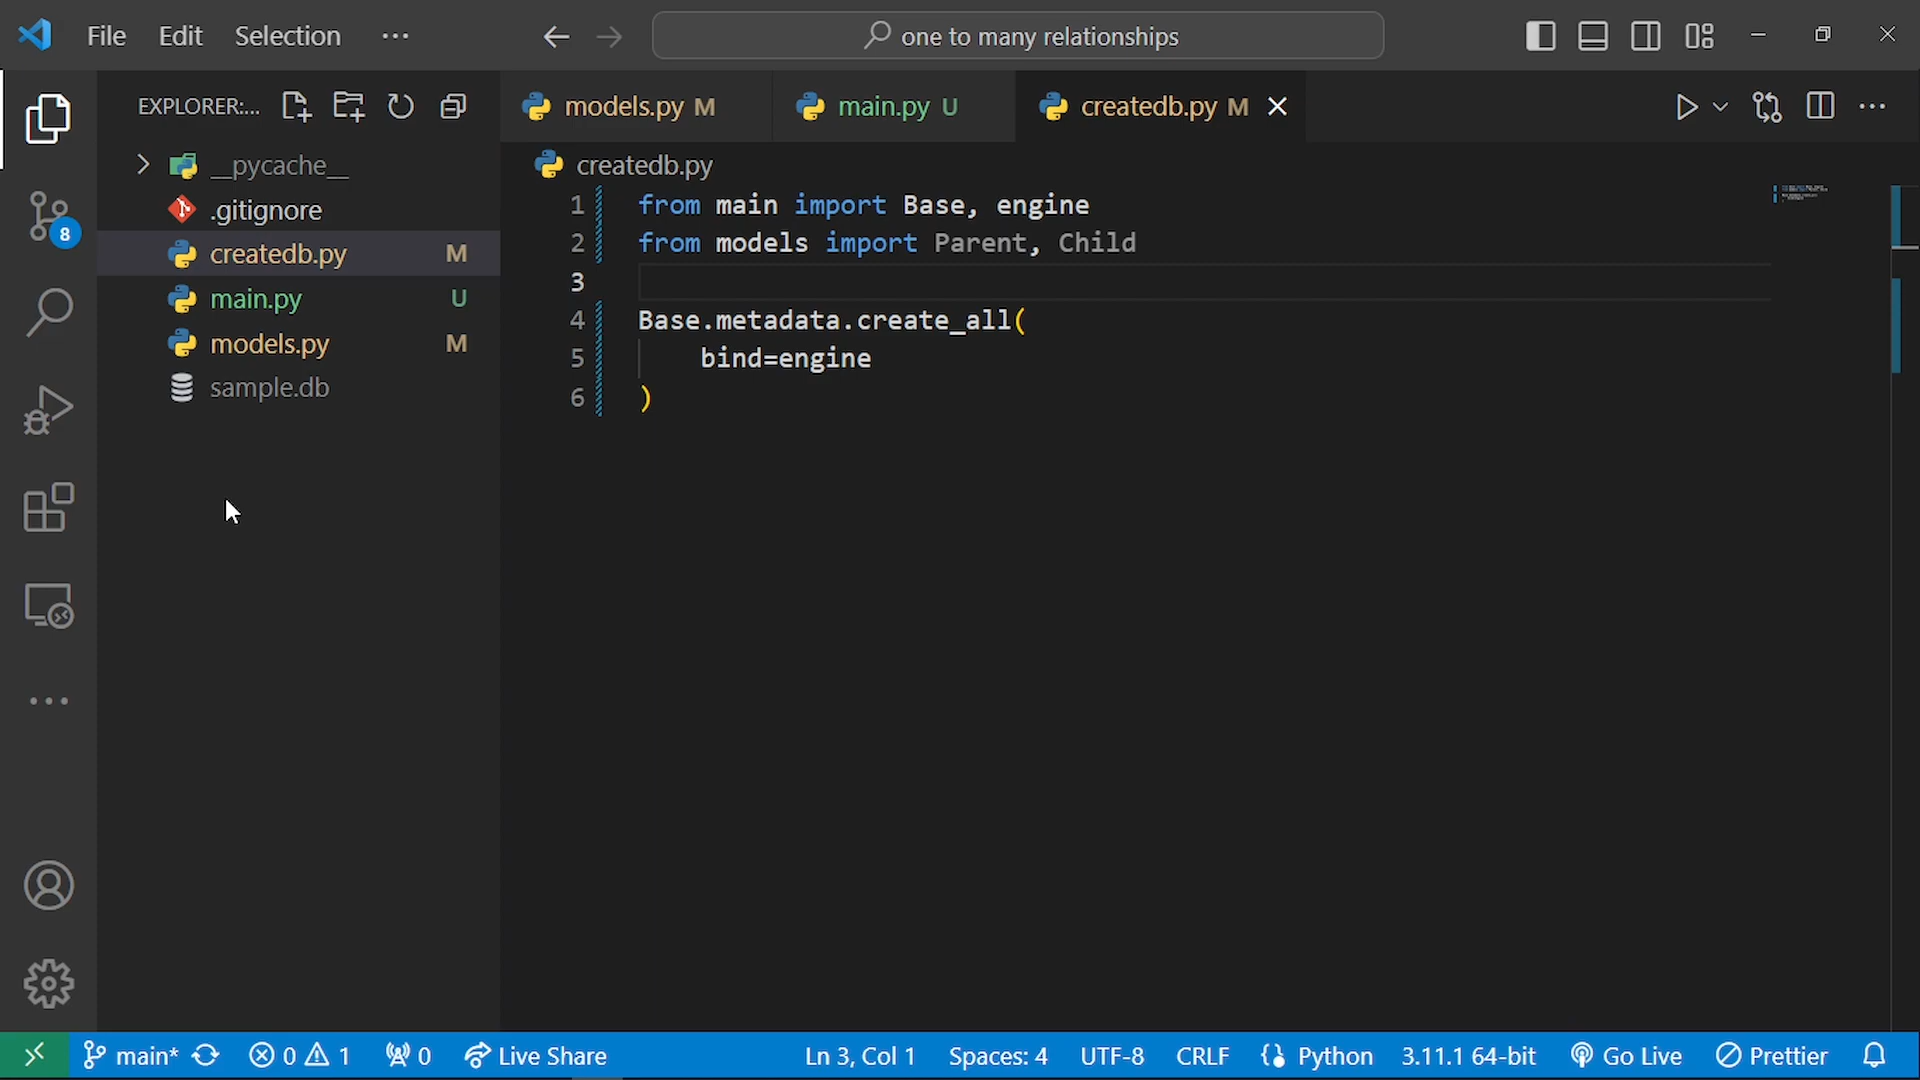 File Edit Selection ···
one to many relationships
EXPLORER:...
__pycache__
.gitignore
createdb.py M
main.py U
models.py M
sample.db
8
models.py M
main.py U
createdb.py M
createdb.py
1 from main import Base, engine
2 from models import Parent, Child
3
4 Base.metadata.create_all(
5 bind=engine
6 )
main* 0 1 0 Live Share Ln 3, Col 1 Spaces: 4 UTF-8 CRLF Python 3.11.1 64-bit Go Live Prettier